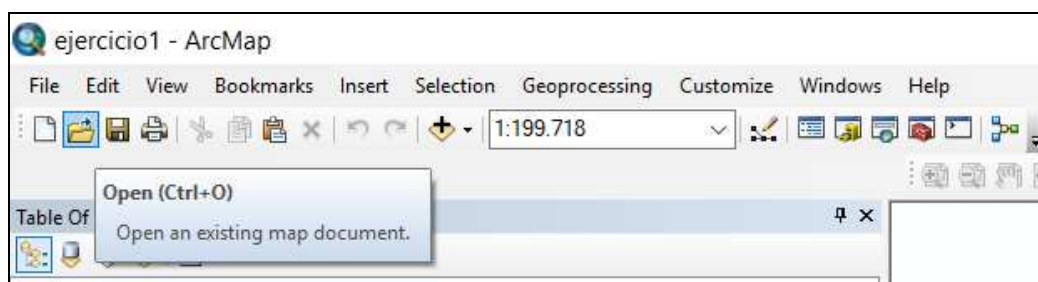 ejercicio1 - ArcMap
File Edit View Bookmarks Insert Selection Geoprocessing Customize Windows Help
1:199.718
Open (Ctrl+O)
Table Of
Open an existing map document.